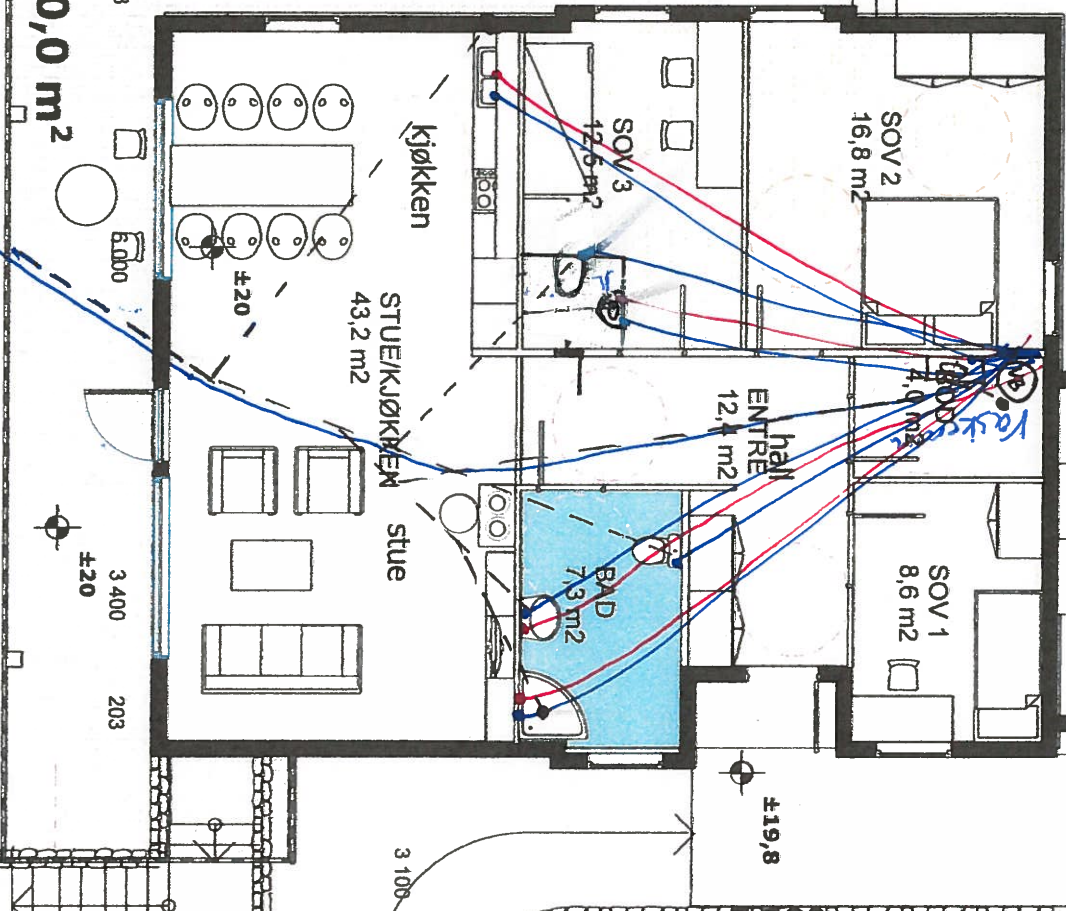 0,0 m²
kjøkken
SOV 3
12,5 m2
SOV 2
16,8 m2
6.000
±20
STUE/KJØKKEN
43,2 m2
BOD
4,0 m2
VB
Vaskem
hall
ENTRE
12,4 m2
stue
BAD
7,3 m2
SOV 1
8,6 m2
±20
3 400
203
±19,8
3 100